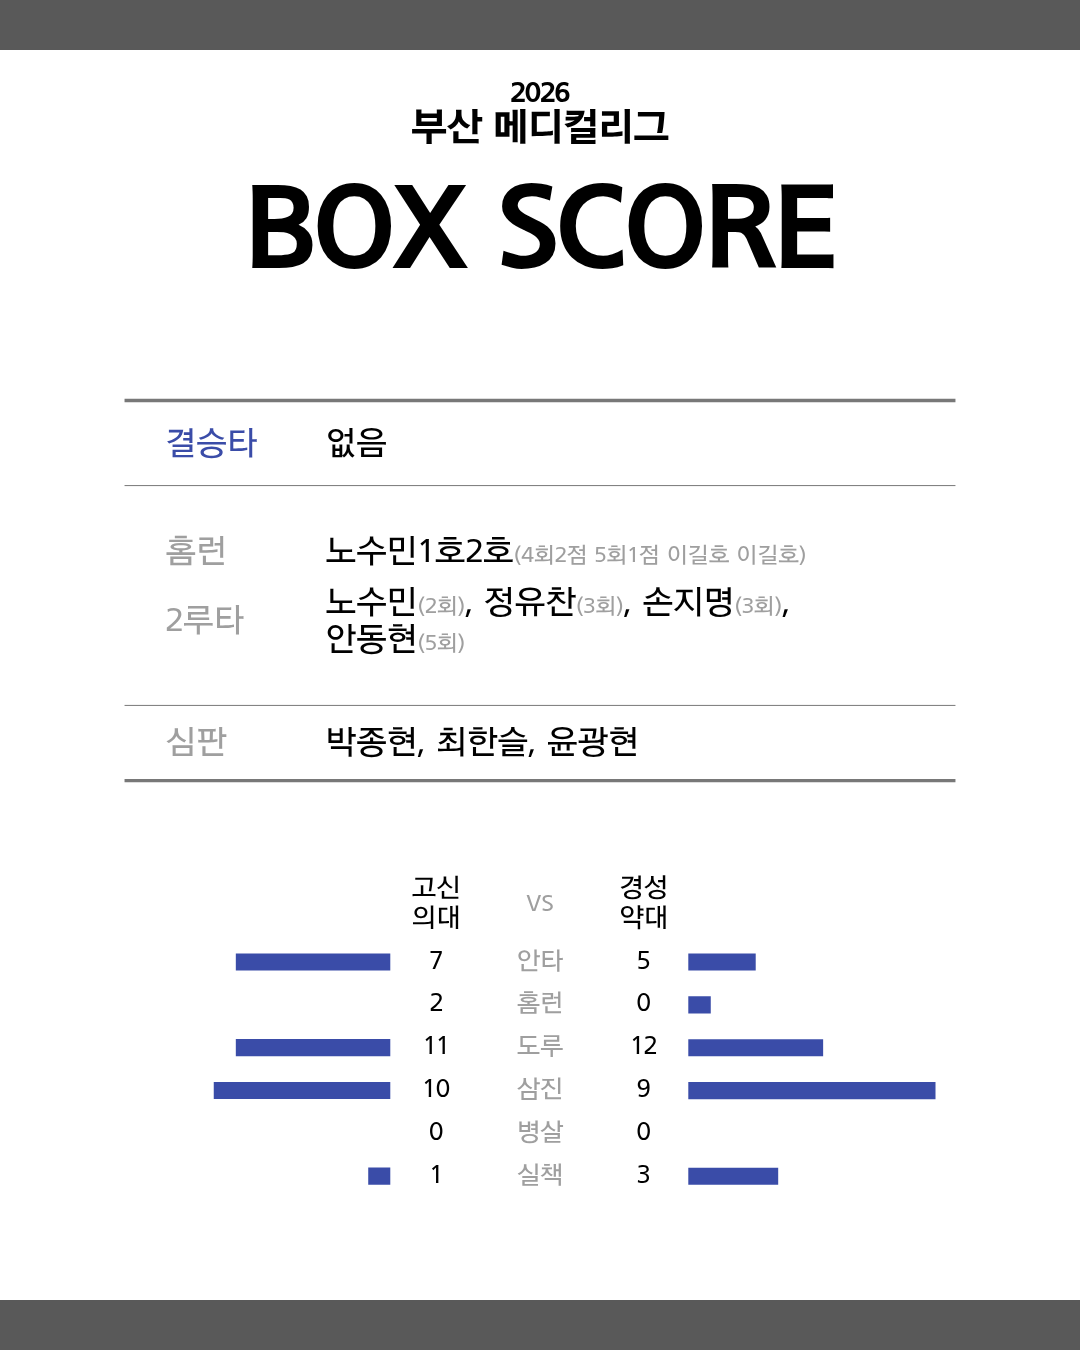 2026
부산 메디컬리그
BOX SCORE
결승타 없음
홈런 노수민1호2호(4회2점 5회1점 이길호 이길호)
2루타 노수민(2회), 정유찬(3회), 손지명(3회),
안동현(5회)
심판 박종현, 최한슬, 윤광현
고신 의대 VS 경성 약대
7 안타 5
2 홈런 0
11 도루 12
10 삼진 9
0 병살 0
1 실책 3